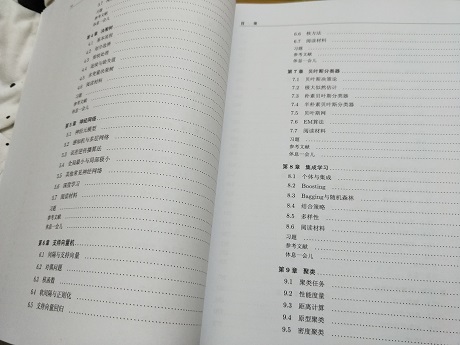 第4章 决策树
4.1 基本流程
4.2 划分选择
4.3 剪枝处理
4.4 连续与缺失值
4.5 多变量决策树
4.6 阅读材料
习题
参考文献
休息一会儿
第5章 神经网络
5.1 神经元模型
5.2 感知机与多层网络
5.3 误差逆传播算法
5.4 全局最小与局部极小
5.5 其他常见神经网络
5.6 深度学习
5.7 阅读材料
习题
参考文献
休息一会儿
第6章 支持向量机
6.1 间隔与支持向量
6.2 对偶问题
6.3 核函数
6.4 软间隔与正则化
6.5 支持向量回归
目 录
6.6 核方法
6.7 阅读材料
习题
参考文献
休息一会儿
第7章 贝叶斯分类器
7.1 贝叶斯决策论
7.2 极大似然估计
7.3 朴素贝叶斯分类器
7.4 半朴素贝叶斯分类器
7.5 贝叶斯网
7.6 EM算法
7.7 阅读材料
习题
参考文献
休息一会儿
第8章 集成学习
8.1 个体与集成
8.2 Boosting
8.3 Bagging与随机森林
8.4 结合策略
8.5 多样性
8.6 阅读材料
习题
参考文献
休息一会儿
第9章 聚类
9.1 聚类任务
9.2 性能度量
9.3 距离计算
9.4 原型聚类
9.5 密度聚类